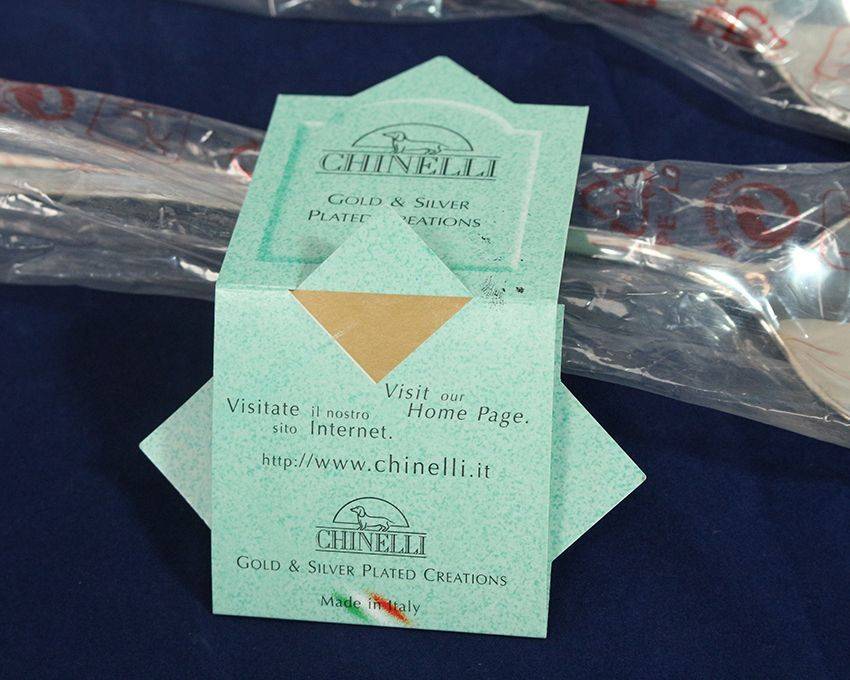 CHINELLI
GOLD & SILVER
PLATED CREATIONS
Visit our
Home Page.
Visitate il nostro
sito Internet.
http://www.chinelli.it
CHINELLI
GOLD & SILVER PLATED CREATIONS
Made in Italy